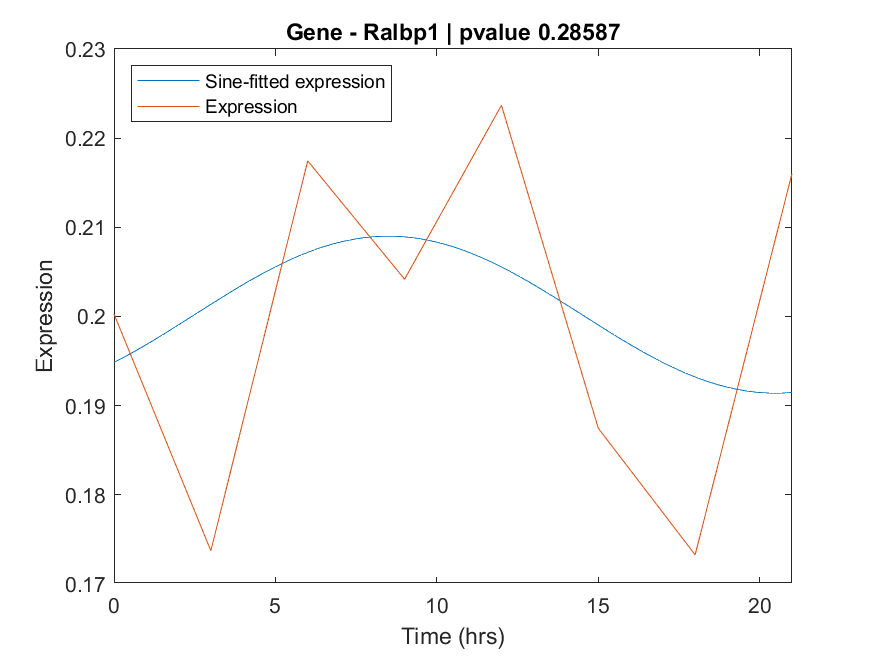 Gene - Ralbp1 | pvalue 0.28587
Sine-fitted expression
Expression
0.23
0.22
0.21
0.2
0.19
0.18
0.17
Expression
0
5
10
15
20
Time (hrs)